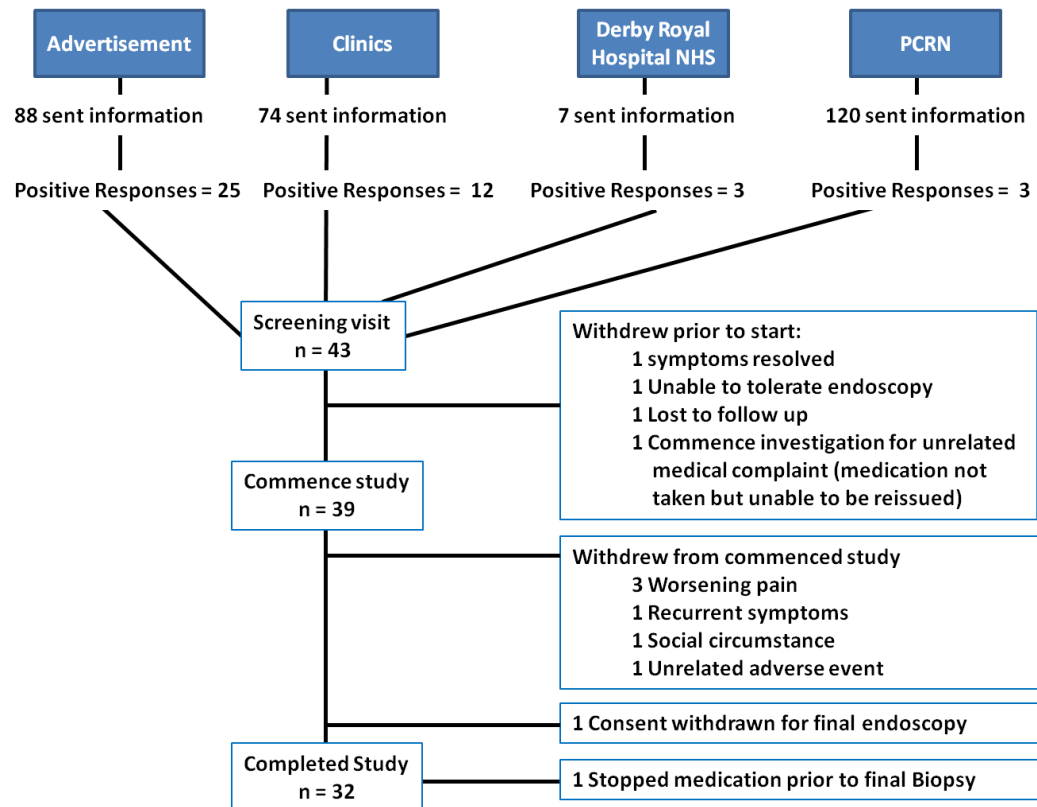 Advertisement
Clinics
Derby Royal
Hospital NHS
PCRN
88 sent information
74 sent information
7 sent information
120 sent information
Positive Responses = 25
Positive Responses = 12
Positive Responses = 3
Positive Responses = 3
Screening visit
n = 43
Withdrew prior to start:
1 symptoms resolved
1 Unable to tolerate endoscopy
1 Lost to follow up
1 Commence investigation for unrelated
medical complaint (medication not
taken but unable to be reissued)
Commence study
n = 39
Withdrew from commenced study
3 Worsening pain
1 Recurrent symptoms
1 Social circumstance
1 Unrelated adverse event
1 Consent withdrawn for final endoscopy
Completed Study
n = 32
1 Stopped medication prior to final Biopsy